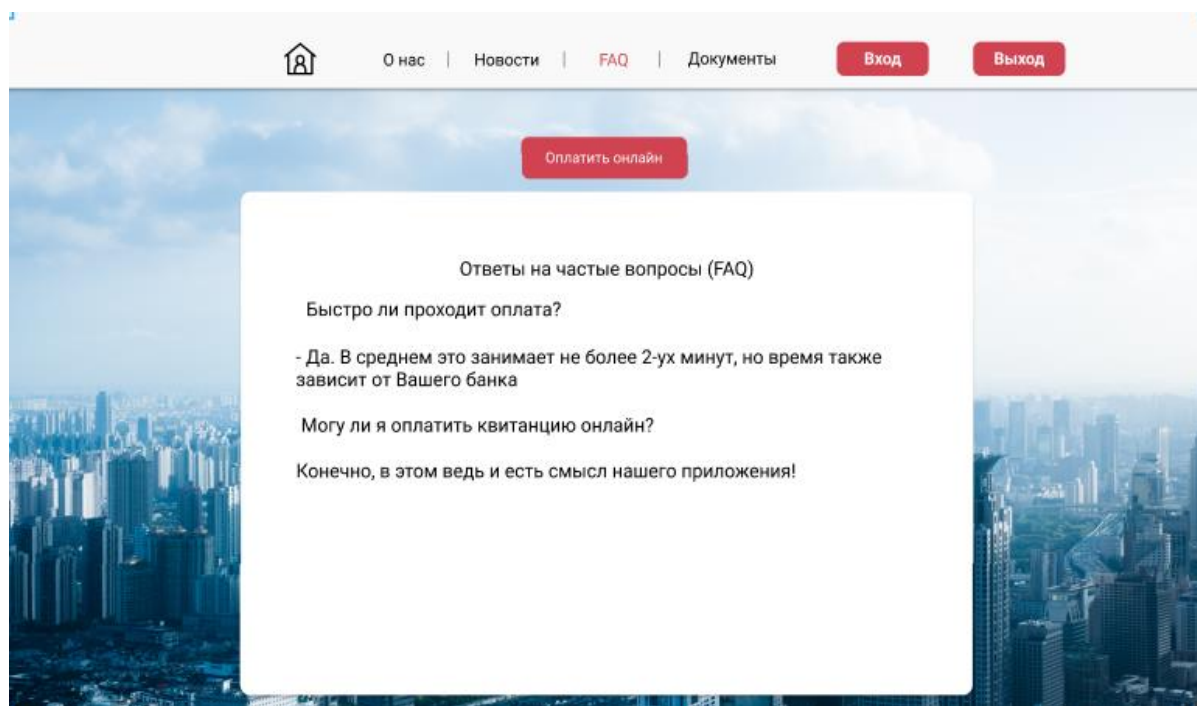 О нас | Новости | FAQ | Документы Вход Выход
Оплатить онлайн
Ответы на частые вопросы (FAQ)
Быстро ли проходит оплата?
- Да. В среднем это занимает не более 2-ух минут, но время также
зависит от Вашего банка
Могу ли я оплатить квитанцию онлайн?
Конечно, в этом ведь и есть смысл нашего приложения!